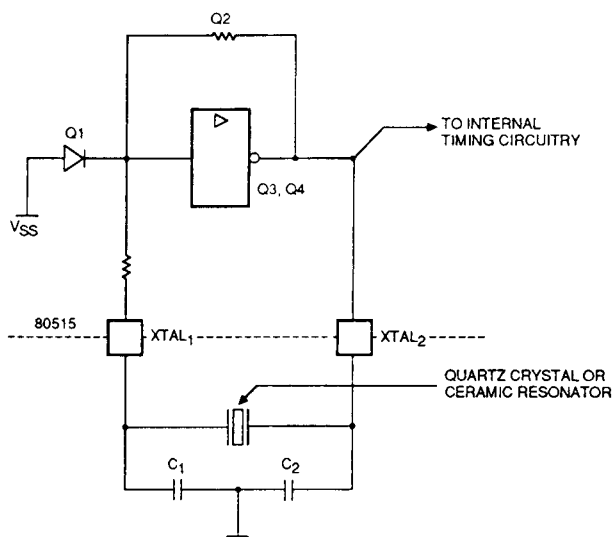 Q2
Q1
TO INTERNAL
TIMING CIRCUITRY
Q3, Q4
VSS
80515
XTAL1
XTAL2
QUARTZ CRYSTAL OR
CERAMIC RESONATOR
C1
C2